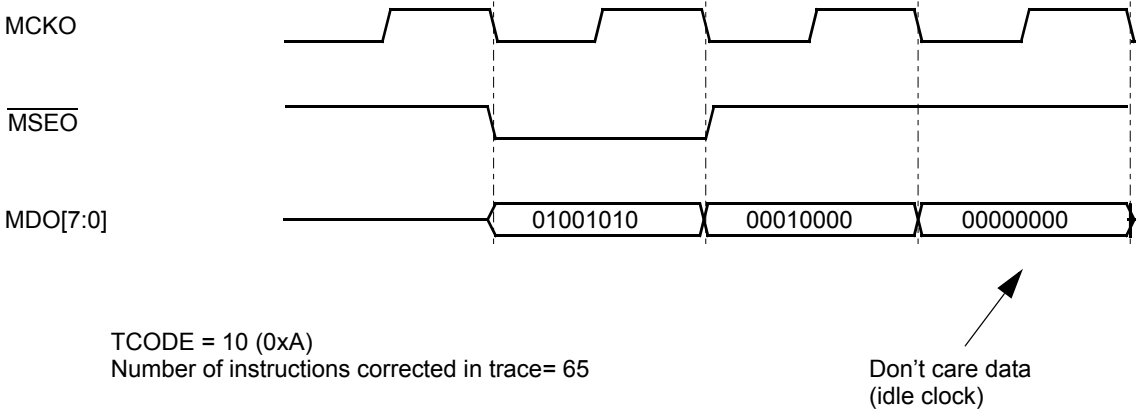 MCKO
MSEO
MDO[7:0]
01001010
00010000
00000000
TCODE = 10 (0xA)
Number of instructions corrected in trace= 65
Don’t care data
(idle clock)